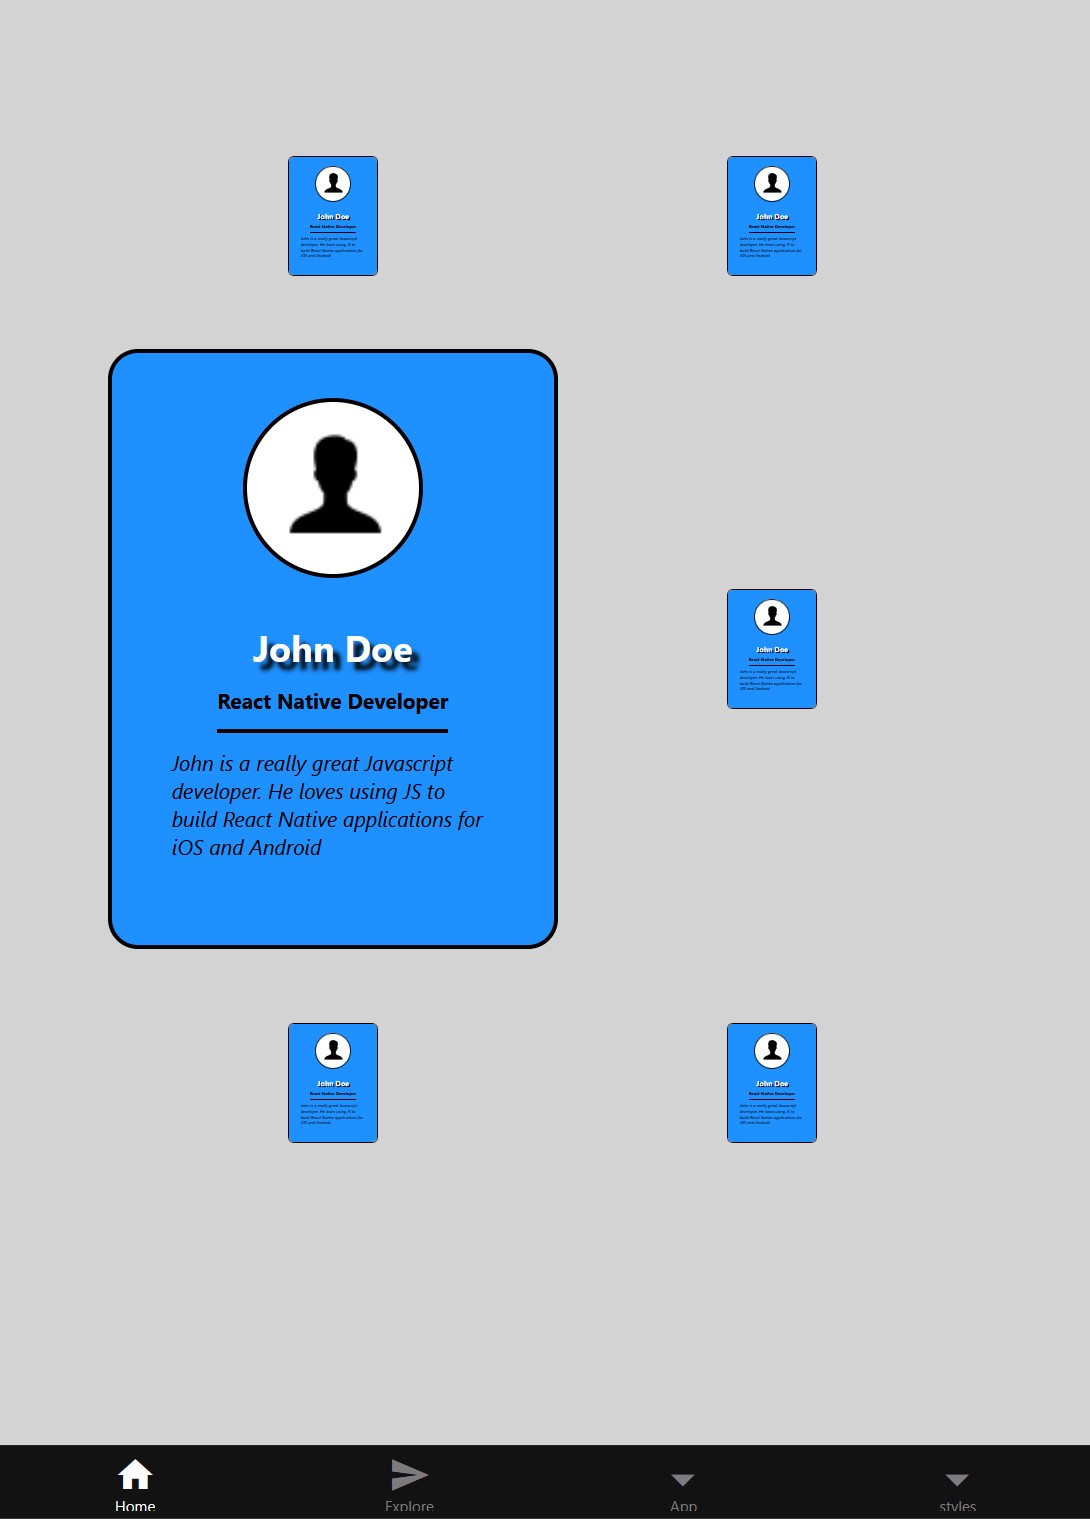 John Doe
React Native Developer
John is a really great Javascript
developer. He loves using JS to
build React Native applications for
iOS and Android
John Doe
React Native Developer
John is a really great Javascript
developer. He loves using JS to
build React Native applications for
iOS and Android
John Doe
React Native Developer
John is a really great Javascript
developer. He loves using JS to
build React Native applications for
iOS and Android
John Doe
React Native Developer
John is a really great Javascript
developer. He loves using JS to
build React Native applications for
iOS and Android
John Doe
React Native Developer
John is a really great Javascript
developer. He loves using JS to
build React Native applications for
iOS and Android
John Doe
React Native Developer
John is a really great Javascript
developer. He loves using JS to
build React Native applications for
iOS and Android
Home
Explore
App
styles